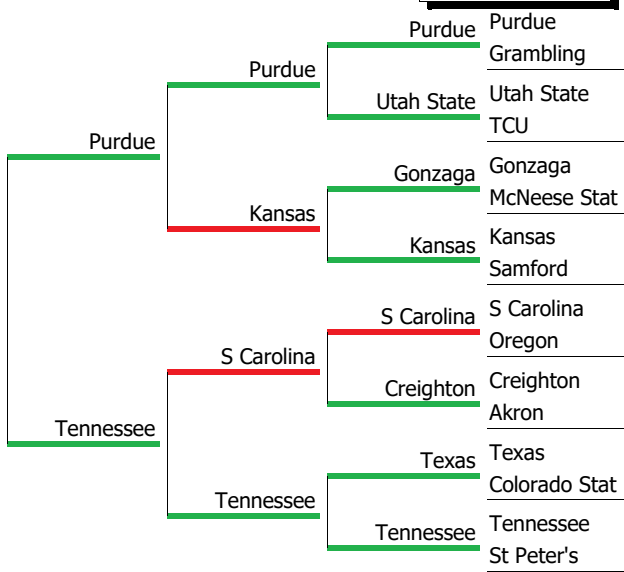 Purdue
Purdue
Grambling
Purdue
Utah State
Utah State
TCU
Purdue
Gonzaga
Gonzaga
McNeese Stat
Kansas
Kansas
Kansas
Samford
S Carolina
S Carolina
Oregon
S Carolina
Creighton
Creighton
Akron
Tennessee
Texas
Texas
Colorado Stat
Tennessee
Tennessee
Tennessee
St Peter's